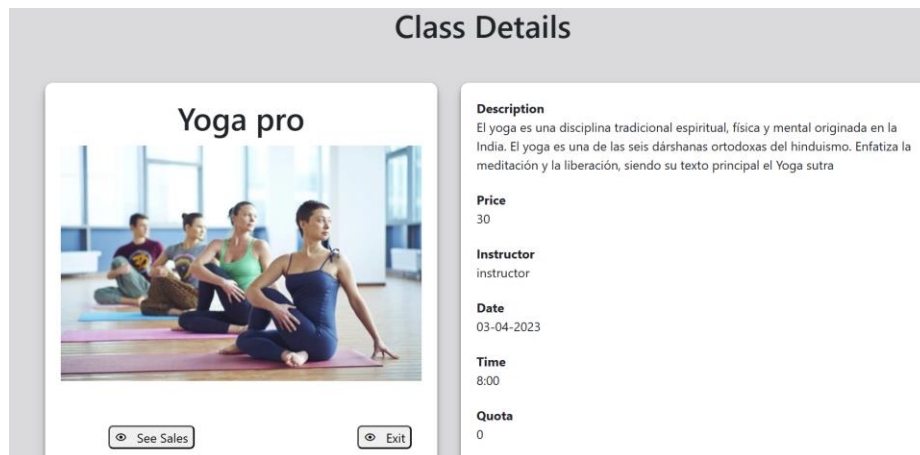 Class Details
Yoga pro
See Sales
Exit
Description
El yoga es una disciplina tradicional espiritual, física y mental originada en la
India. El yoga es una de las seis dárshanas ortodoxas del hinduismo. Enfatiza la
meditación y la liberación, siendo su texto principal el Yoga sutra
Price
30
Instructor
instructor
Date
03-04-2023
Time
8:00
Quota
0